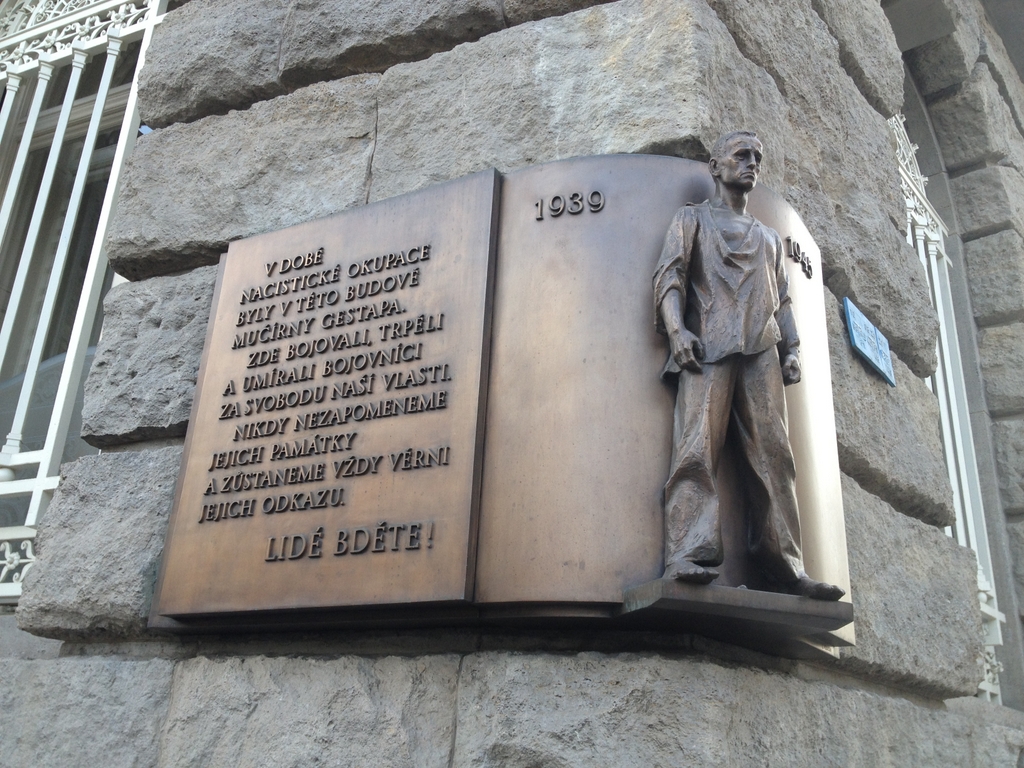 V DOBĚ
NACISTICKÉ OKUPACE
BYLY V TÉTO BUDOVĚ
MUČÍRNY GESTAPA.
ZDE BOJOVALI, TRPĚLI
A UMÍRALI BOJOVNÍCI
ZA SVOBODU NAŠÍ VLASTI.
NIKDY NEZAPOMENEME
JEJICH PAMÁTKY
A ZŮSTANEME VŽDY VĚRNI
JEJICH ODKAZU.
LIDÉ BDĚTE!
1939
1945